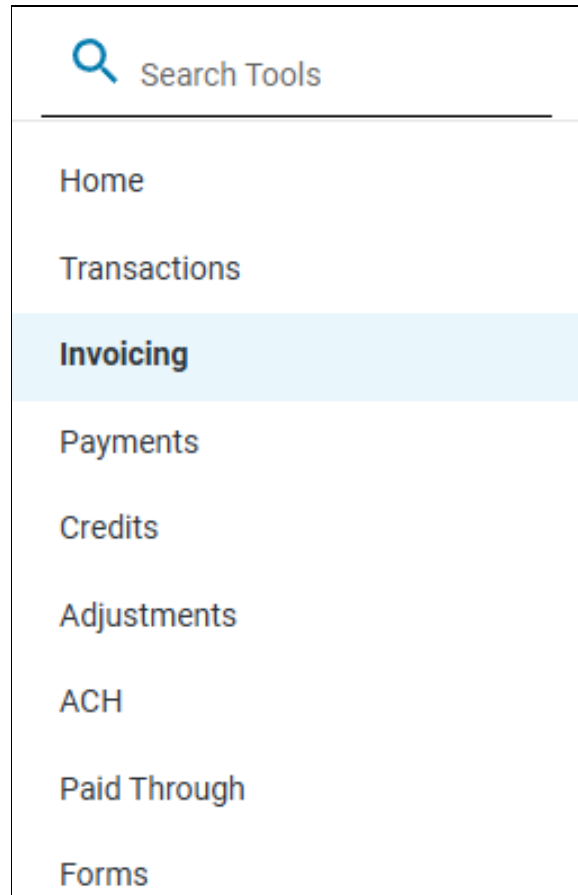 Search Tools
Home
Transactions
Invoicing
Payments
Credits
Adjustments
ACH
Paid Through
Forms